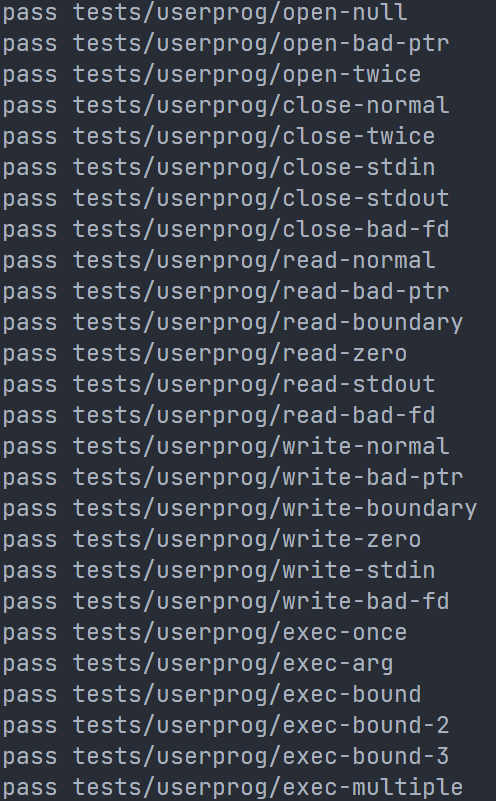 pass tests/userprog/open-null
pass tests/userprog/open-bad-ptr
pass tests/userprog/open-twice
pass tests/userprog/close-normal
pass tests/userprog/close-twice
pass tests/userprog/close-stdin
pass tests/userprog/close-stdout
pass tests/userprog/close-bad-fd
pass tests/userprog/read-normal
pass tests/userprog/read-bad-ptr
pass tests/userprog/read-boundary
pass tests/userprog/read-zero
pass tests/userprog/read-stdout
pass tests/userprog/read-bad-fd
pass tests/userprog/write-normal
pass tests/userprog/write-bad-ptr
pass tests/userprog/write-boundary
pass tests/userprog/write-zero
pass tests/userprog/write-stdin
pass tests/userprog/write-bad-fd
pass tests/userprog/exec-once
pass tests/userprog/exec-arg
pass tests/userprog/exec-bound
pass tests/userprog/exec-bound-2
pass tests/userprog/exec-bound-3
pass tests/userprog/exec-multiple